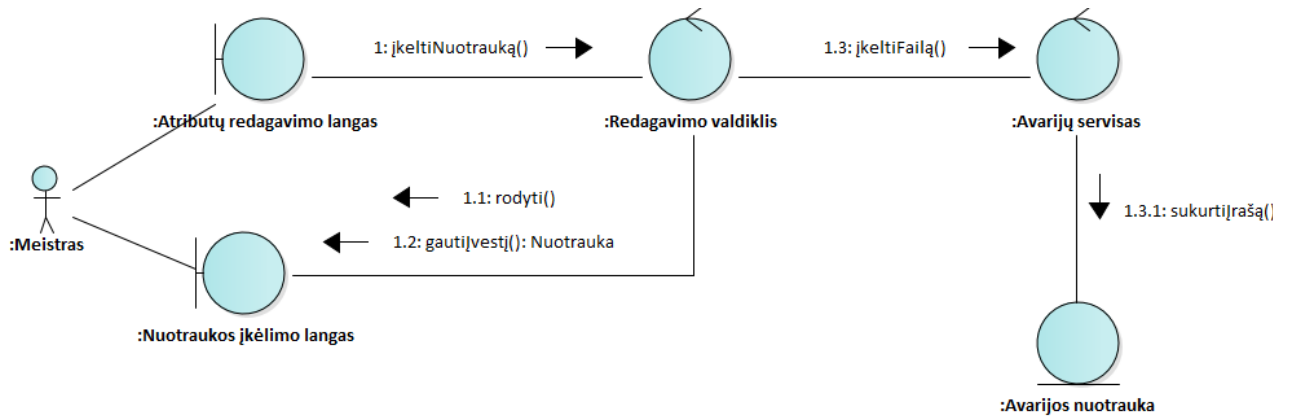 1: įkeltiNuotrauką()
1.3: įkeltiFailą()
:Atributų redagavimo langas
:Redagavimo valdiklis
:Avarijų servisas
1.1: rodyti()
1.3.1: sukurtiĮrašą()
:Meistras
1.2: gautiĮvestį(): Nuotrauka
:Nuotraukos įkėlimo langas
:Avarijos nuotrauka